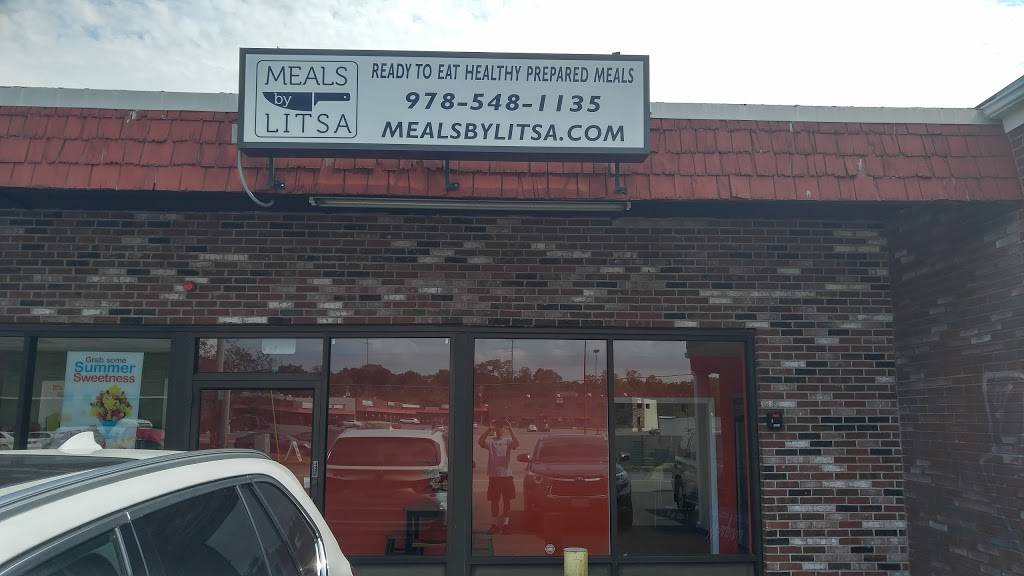 MEALS
by
LITSA
READY TO EAT HEALTHY PREPARED MEALS
978-548-1135
MEALSBYLITSA.COM
Grab some
Summer
Sweetness